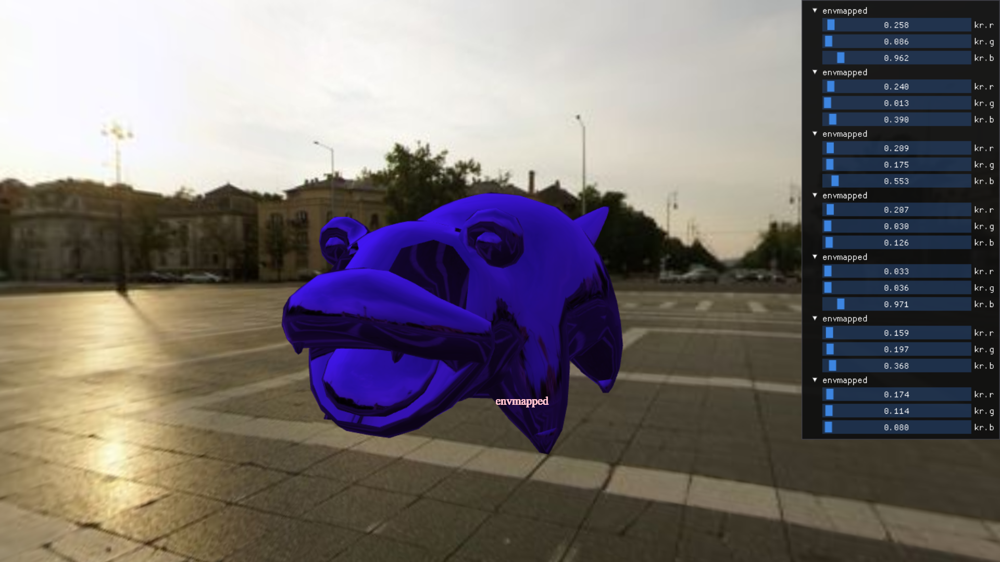 ▼ envmapped
0.258 kr.r
0.086 kr.g
0.962 kr.b
▼ envmapped
0.240 kr.r
0.013 kr.g
0.390 kr.b
▼ envmapped
0.209 kr.r
0.175 kr.g
0.553 kr.b
▼ envmapped
0.207 kr.r
0.030 kr.g
0.126 kr.b
▼ envmapped
0.033 kr.r
0.036 kr.g
0.971 kr.b
▼ envmapped
0.159 kr.r
0.197 kr.g
0.368 kr.b
▼ envmapped
0.174 kr.r
0.114 kr.g
0.080 kr.b
envmapped